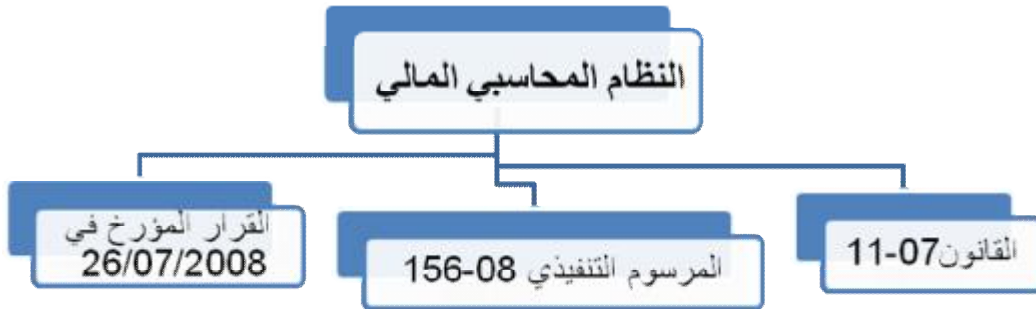 النظام المحاسبي المالي
القانون07-11
المرسوم التنفيذي 08-156
القرار المؤرخ في
26/07/2008